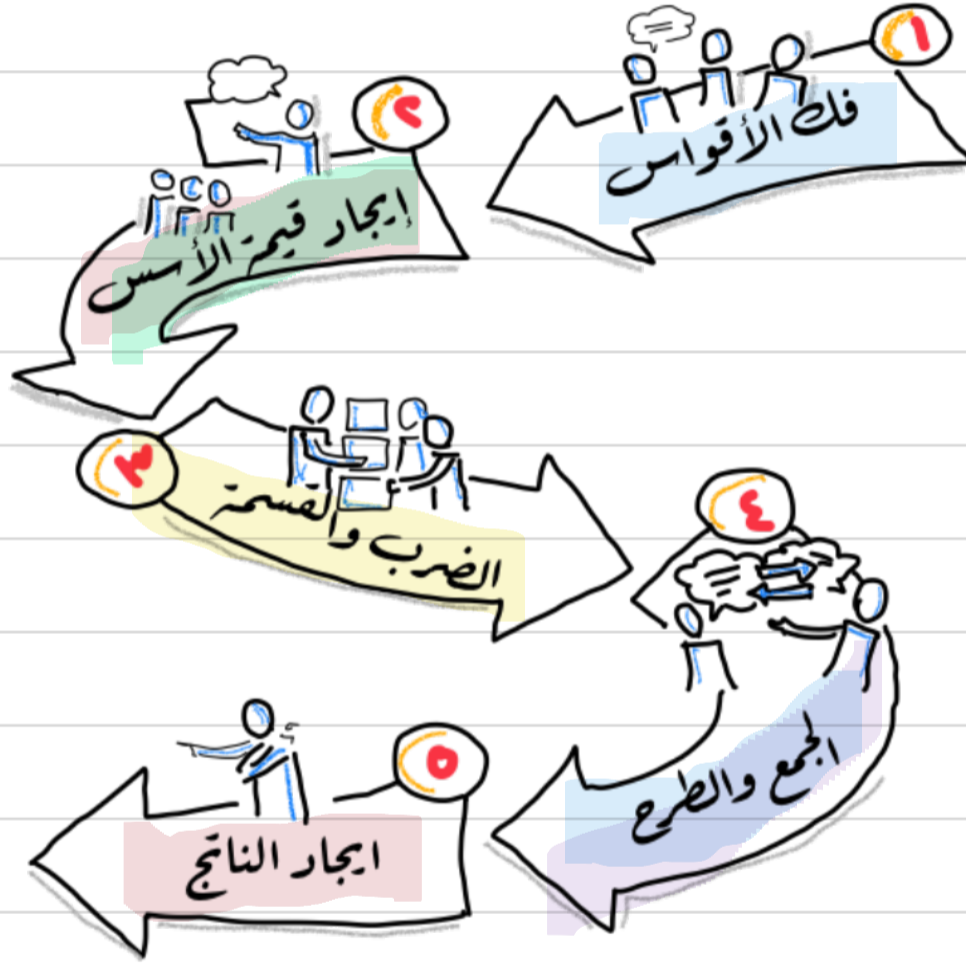 ١
فك الأقواس
٢
إيجاد قيمة الأسس
٣
الضرب والقسمة
٤
الجمع والطرح
٥
ايجاد الناتج